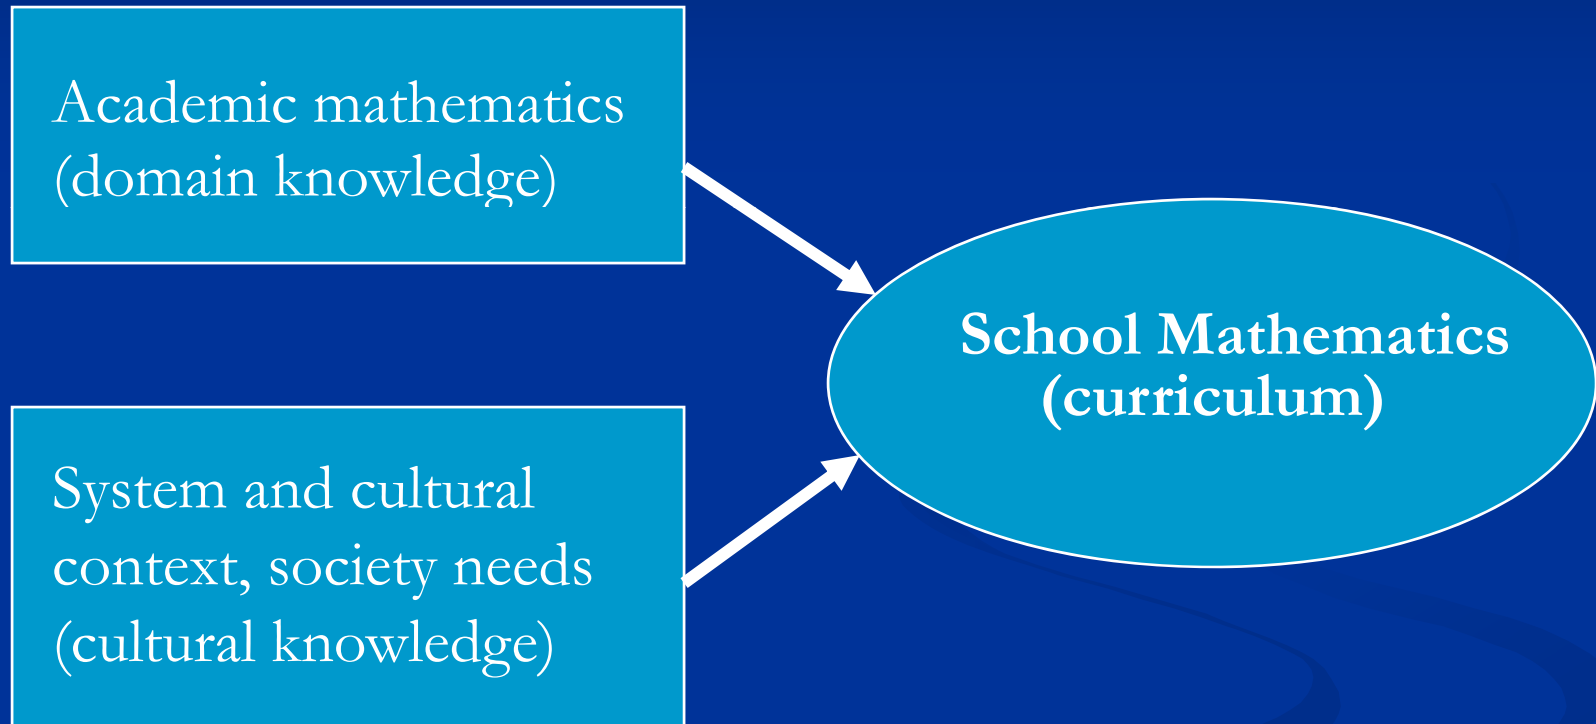 Academic mathematics
(domain knowledge)
School Mathematics
(curriculum)
System and cultural
context, society needs
(cultural knowledge)